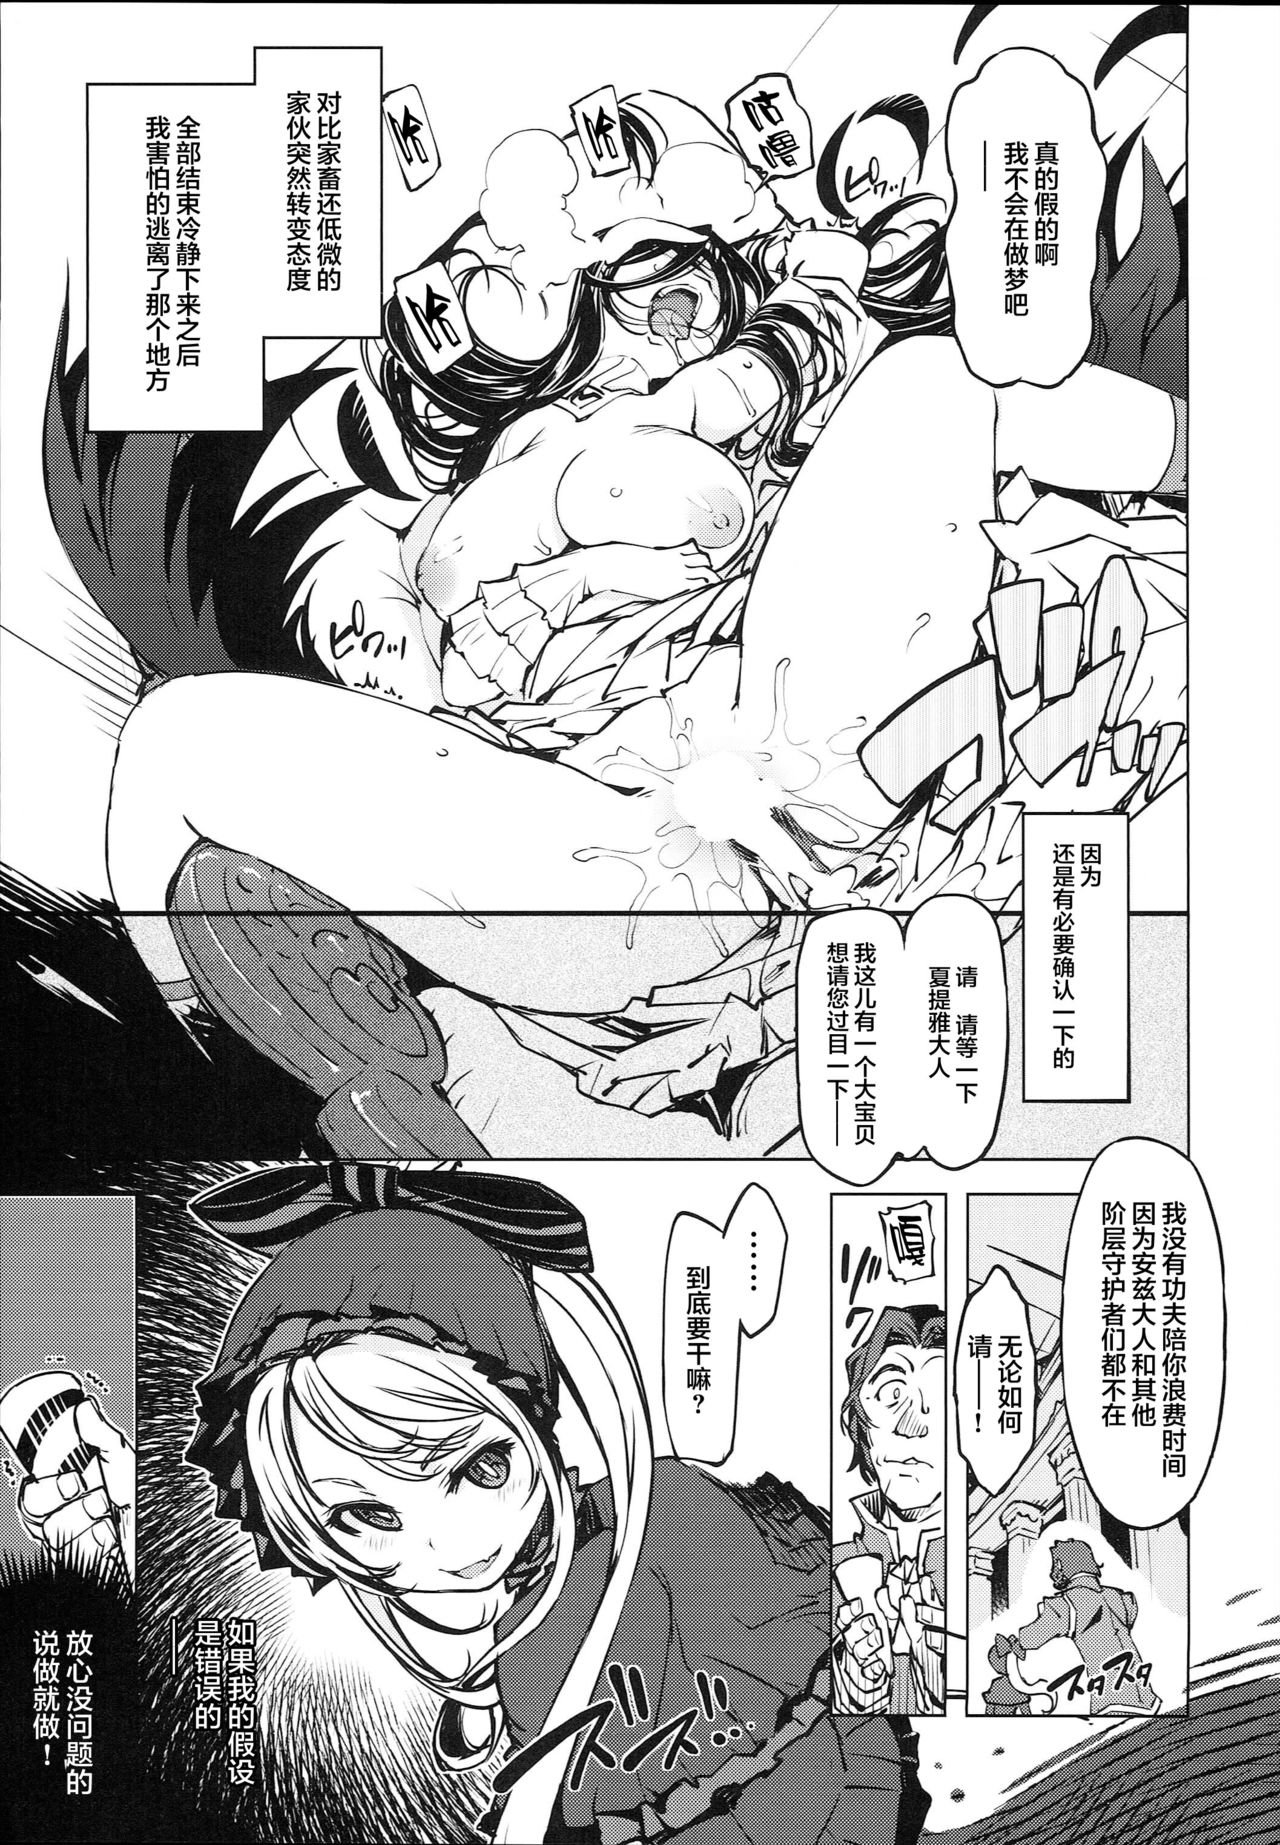 真的假的啊
我不会在做梦吧
——
咕噜
ピクッ
哈
哈
哈
对比家畜还低微的
家伙突然转变态度
全部结束冷静下来之后
我害怕的逃离了那个地方
ピクッ
因为
还是有必要确认一下的
请　请等一下
夏提雅大人
我这儿有一个大宝贝
想请您过目一下——
我没有功夫陪你浪费时间
因为安兹大人和其他
阶层守护者们都不在
スタスタ
无论如何
请——!
嘎
……
到底要干嘛?
ズズズ…
如果我的假设
是错误的
——
放心没问题的
说做就做!